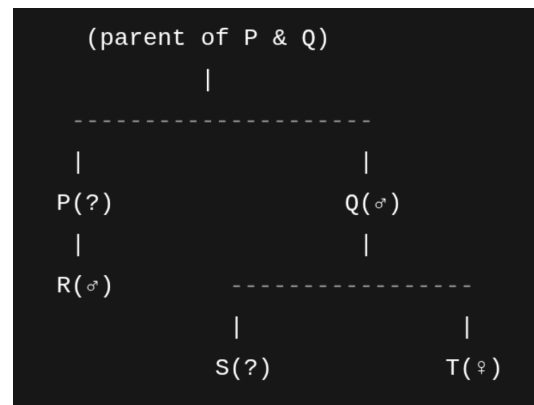 (parent of P & Q)
|
---------------------
| |
P(?) Q(♂)
| |
R(♂) -----------------
| |
S(?) T(♀)